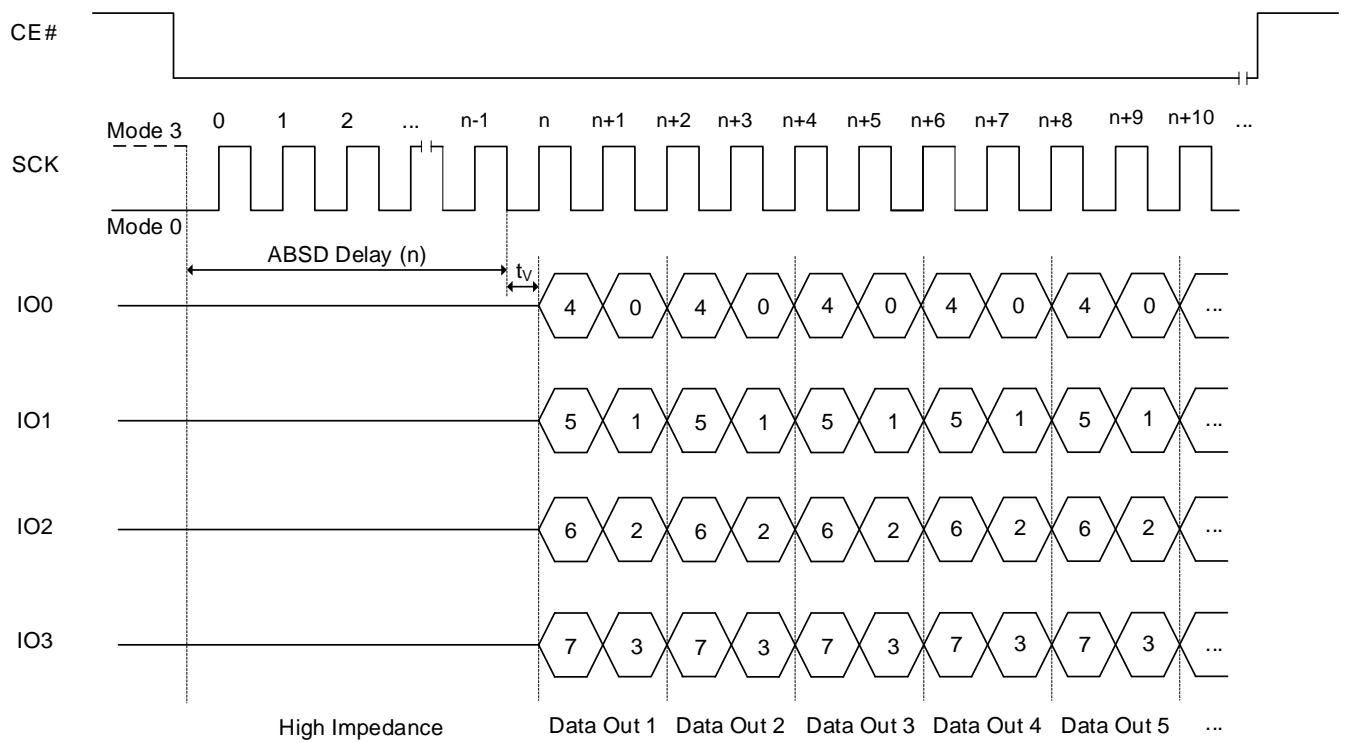 CE#
0 1 2 ... n-1 n n+1 n+2 n+3 n+4 n+5 n+6 n+7 n+8 n+9 n+10 ...
Mode 3
SCK
Mode 0
ABSD Delay (n)
tV
IO0 4 0 4 0 4 0 4 0 4 0 ...
IO1 5 1 5 1 5 1 5 1 5 1 ...
IO2 6 2 6 2 6 2 6 2 6 2 ...
IO3 7 3 7 3 7 3 7 3 7 3 ...
High Impedance Data Out 1 Data Out 2 Data Out 3 Data Out 4 Data Out 5 ...